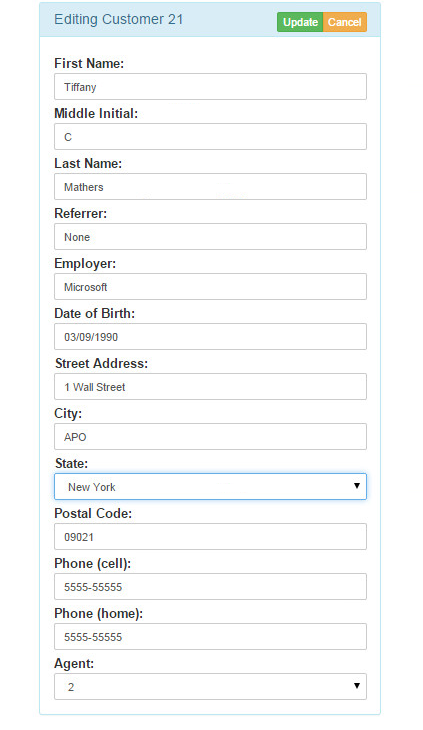 Editing Customer 21
Update Cancel
First Name:
Tiffany
Middle Initial:
C
Last Name:
Mathers
Referrer:
None
Employer:
Microsoft
Date of Birth:
03/09/1990
Street Address:
1 Wall Street
City:
APO
State:
New York
Postal Code:
09021
Phone (cell):
5555-55555
Phone (home):
5555-55555
Agent:
2